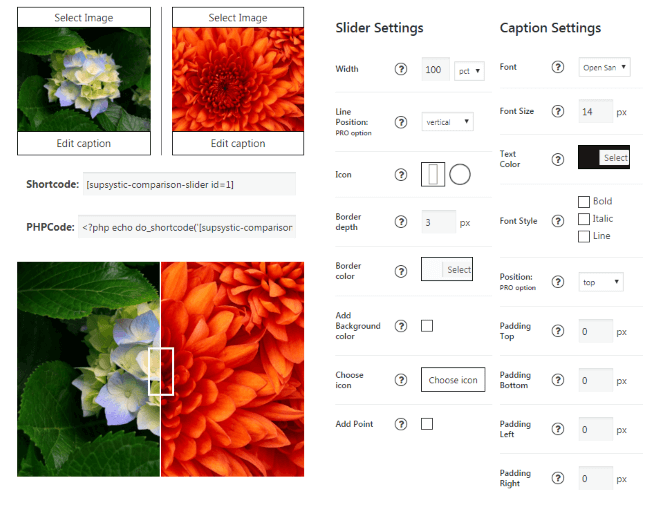 Select Image
Select Image
Edit caption
Edit caption
Shortcode: [supsystic-comparison-slider id=1]
PHPCode: <?php echo do_shortcode('[supsystic-comparison
Slider Settings
Width ? 100 pct
Line
Position:
PRO option
? vertical
Icon ?
Border
depth
? 3 px
Border
color
? Select
Add
Background
color
?
Choose
icon
? Choose icon
Add Point ?
Caption Settings
Font ? Open San
Font Size ? 14 px
Text
Color
? Select
Font Style ?
Bold
Italic
Line
Position:
PRO option
? top
Padding
Top
? 0 px
Padding
Bottom
? 0 px
Padding
Left
? 0 px
Padding
Right
? 0 px